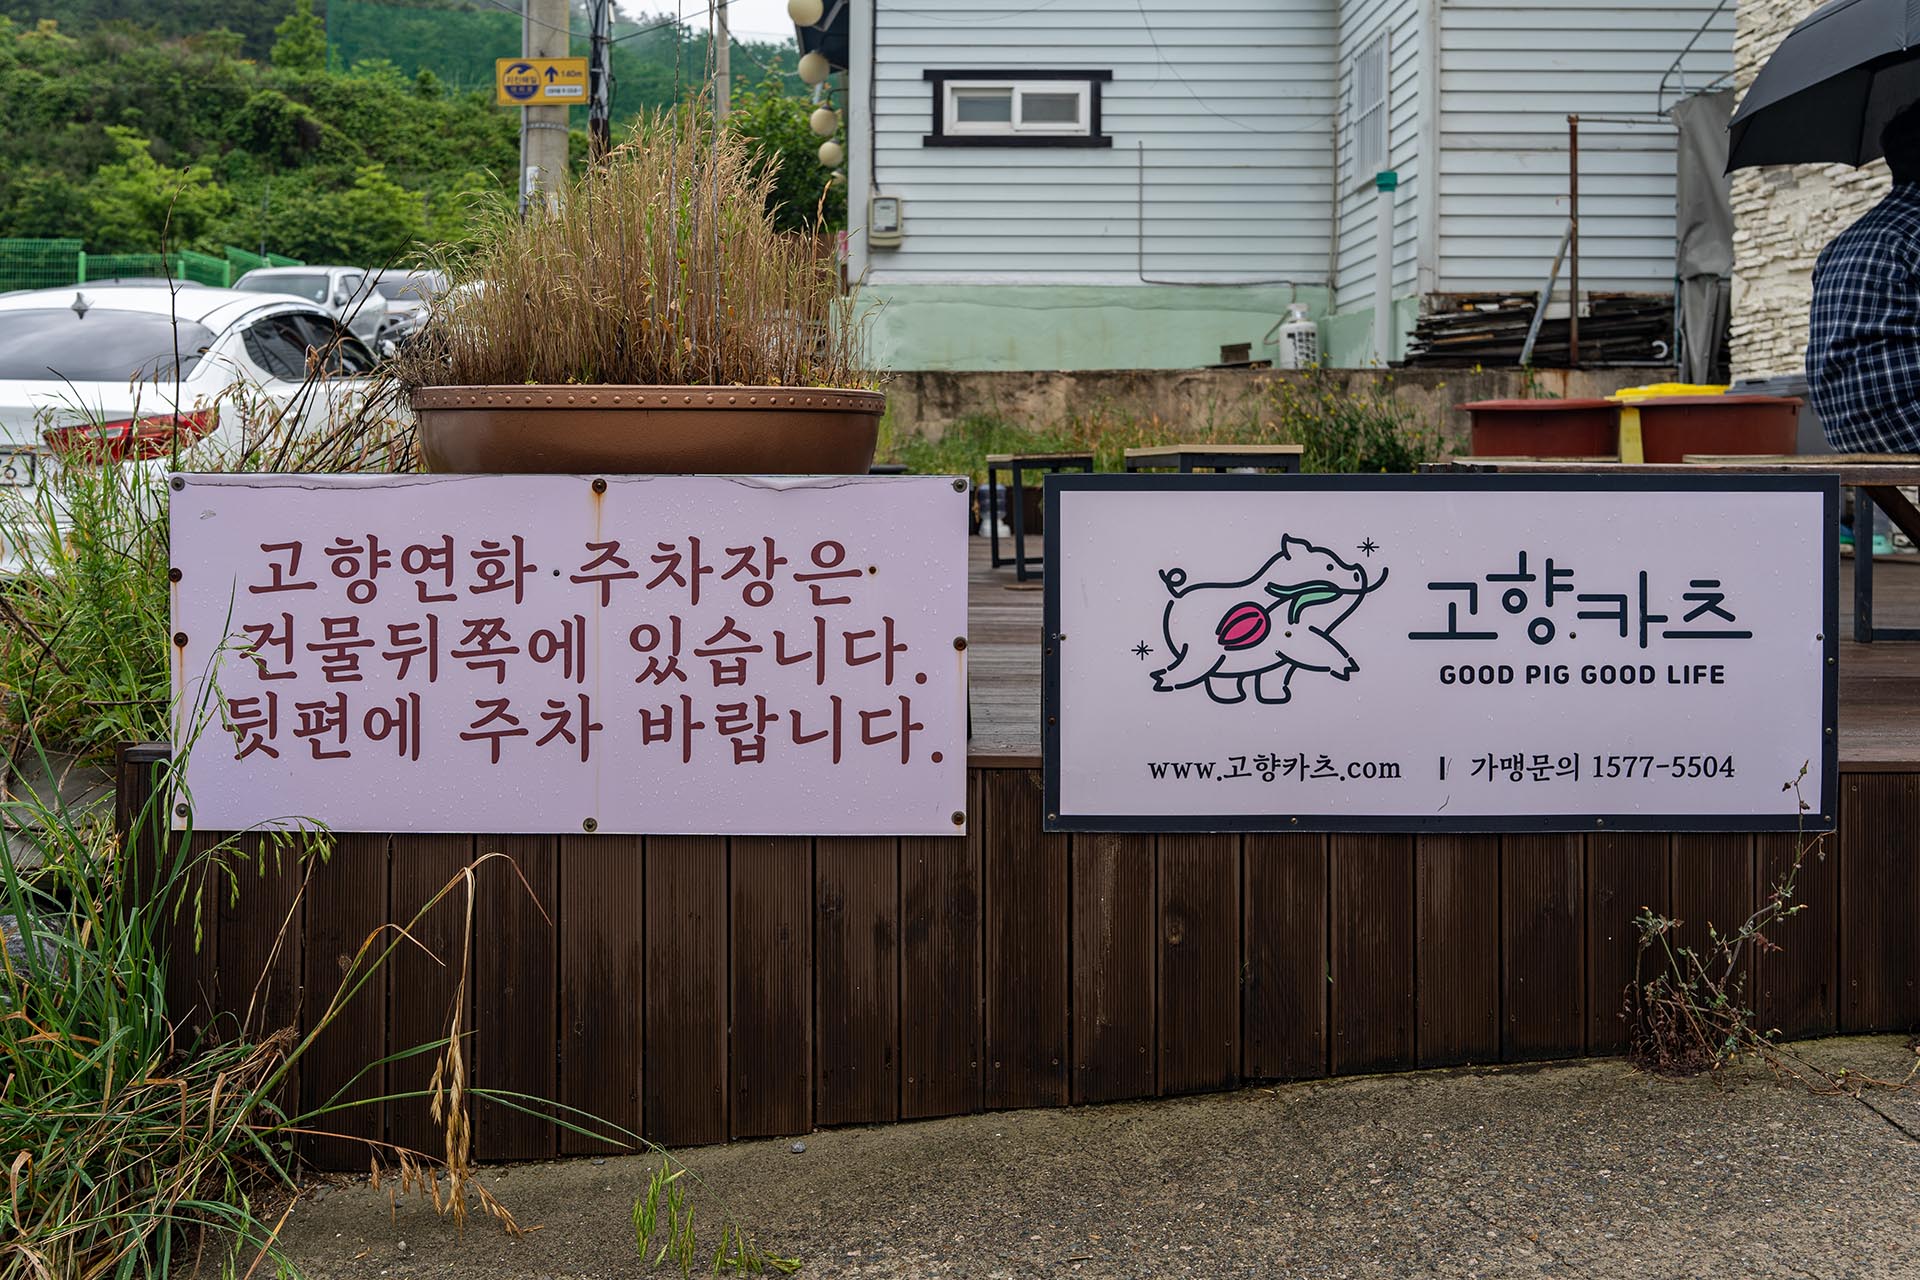 140m
고향연화 주차장은
건물뒤쪽에 있습니다.
뒷편에 주차 바랍니다.
고향카츠
GOOD PIG GOOD LIFE
www.고향카츠.com | 가맹문의 1577-5504